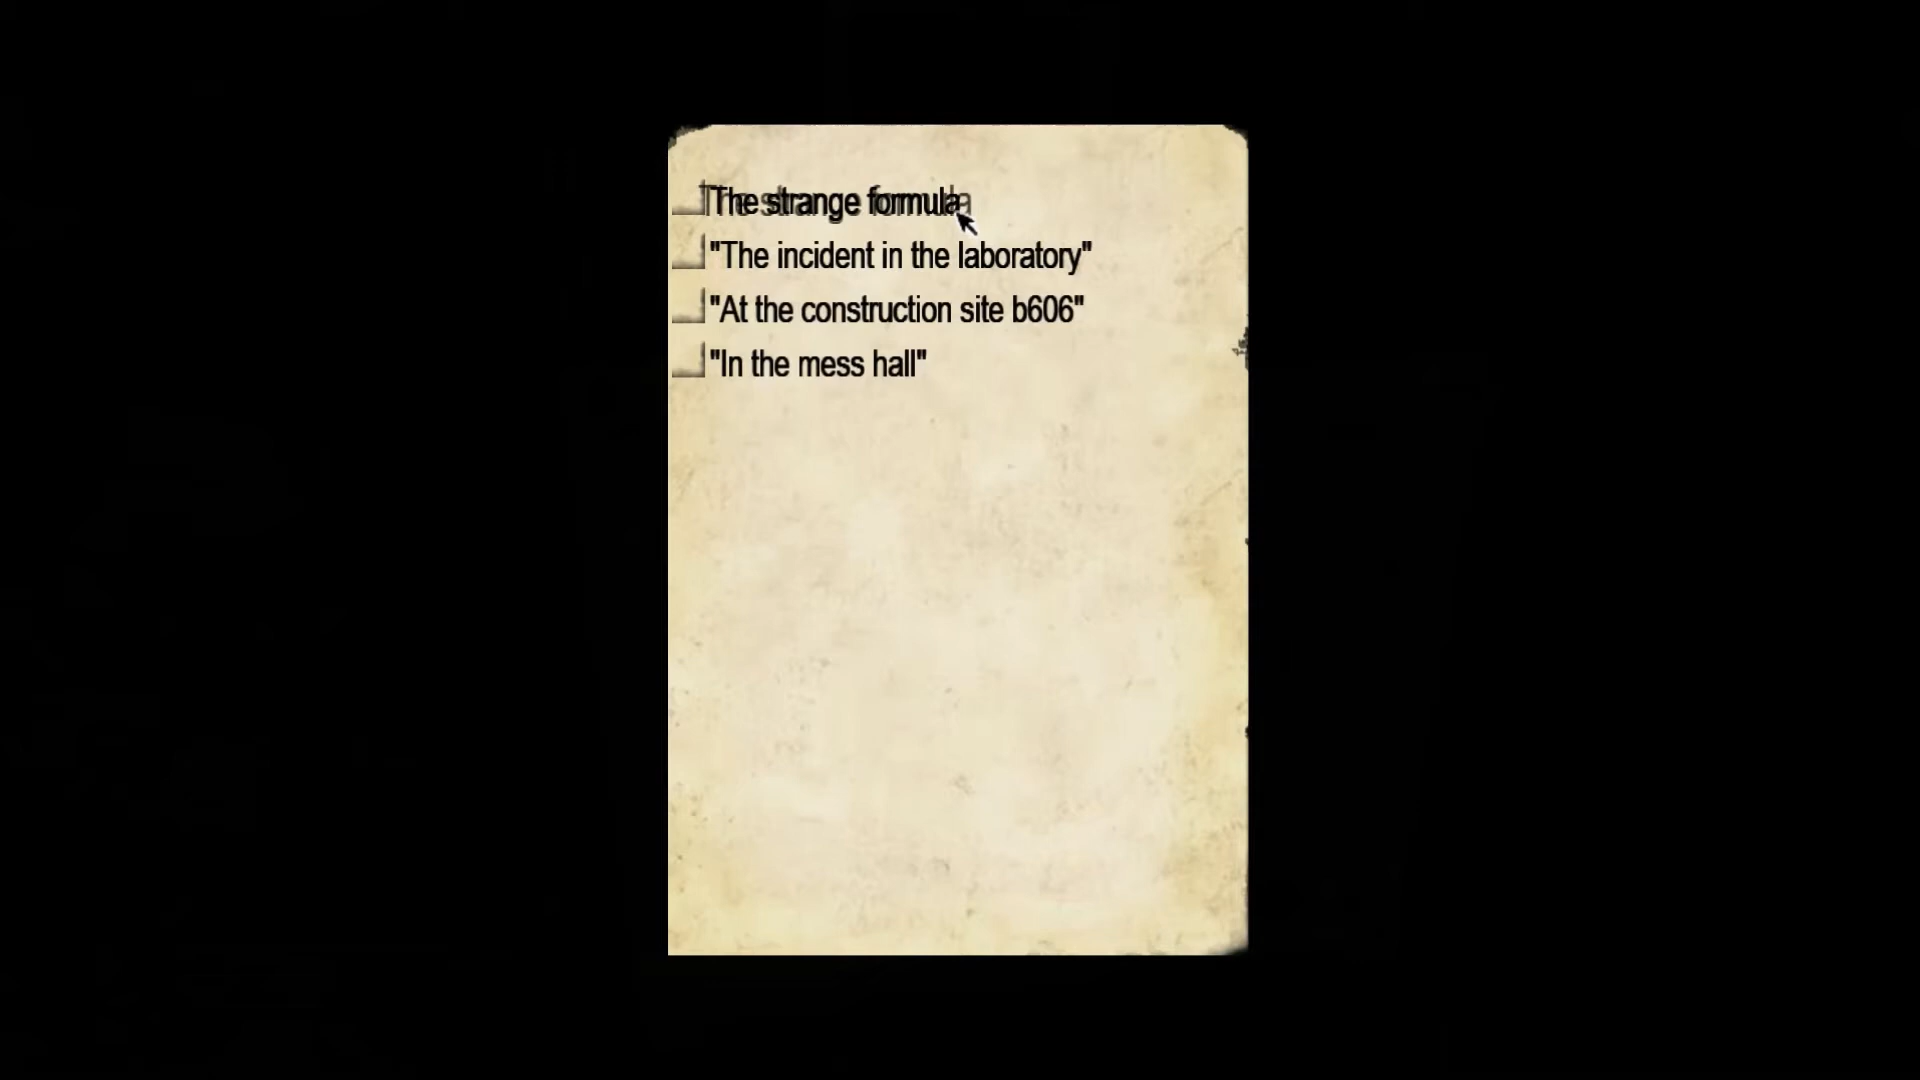 The strange formula
"The incident in the laboratory"
"At the construction site b606"
"In the mess hall"